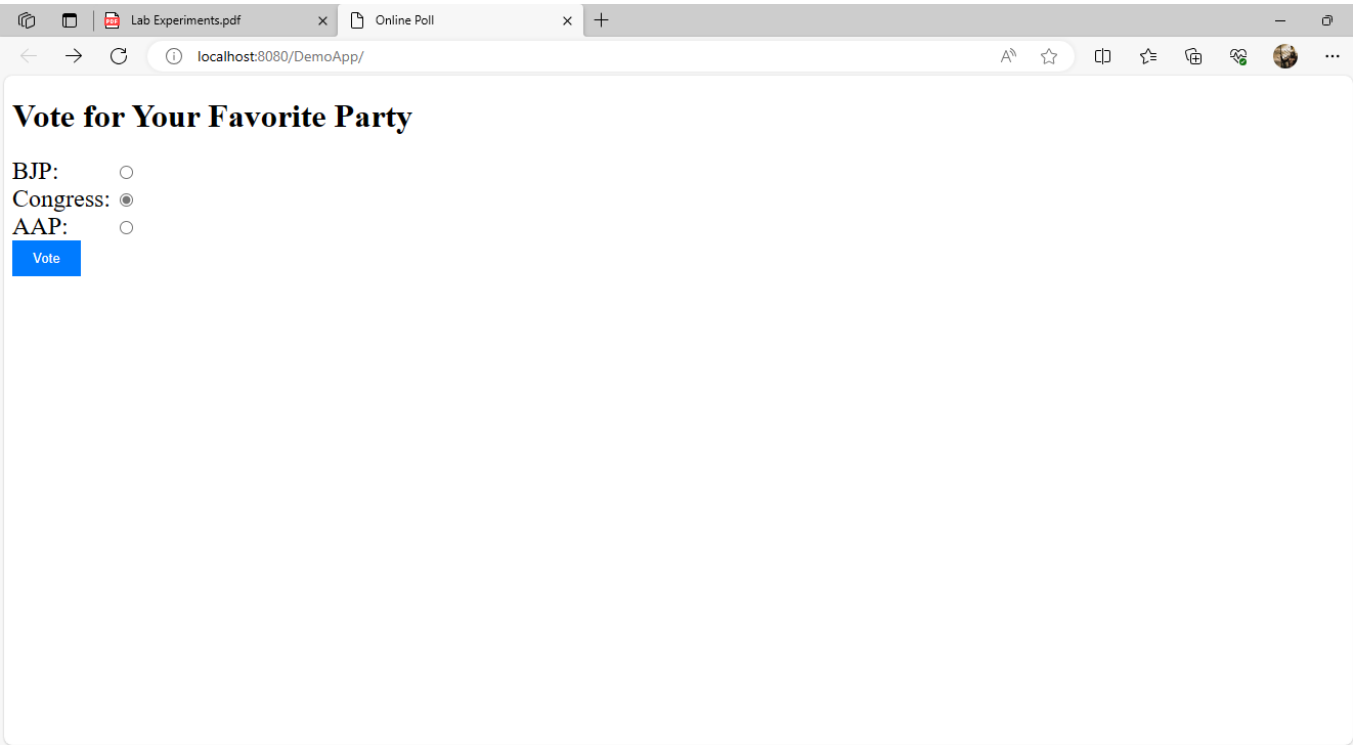 Lab Experiments.pdf
Online Poll
localhost:8080/DemoApp/
Vote for Your Favorite Party
BJP:
Congress:
AAP:
Vote